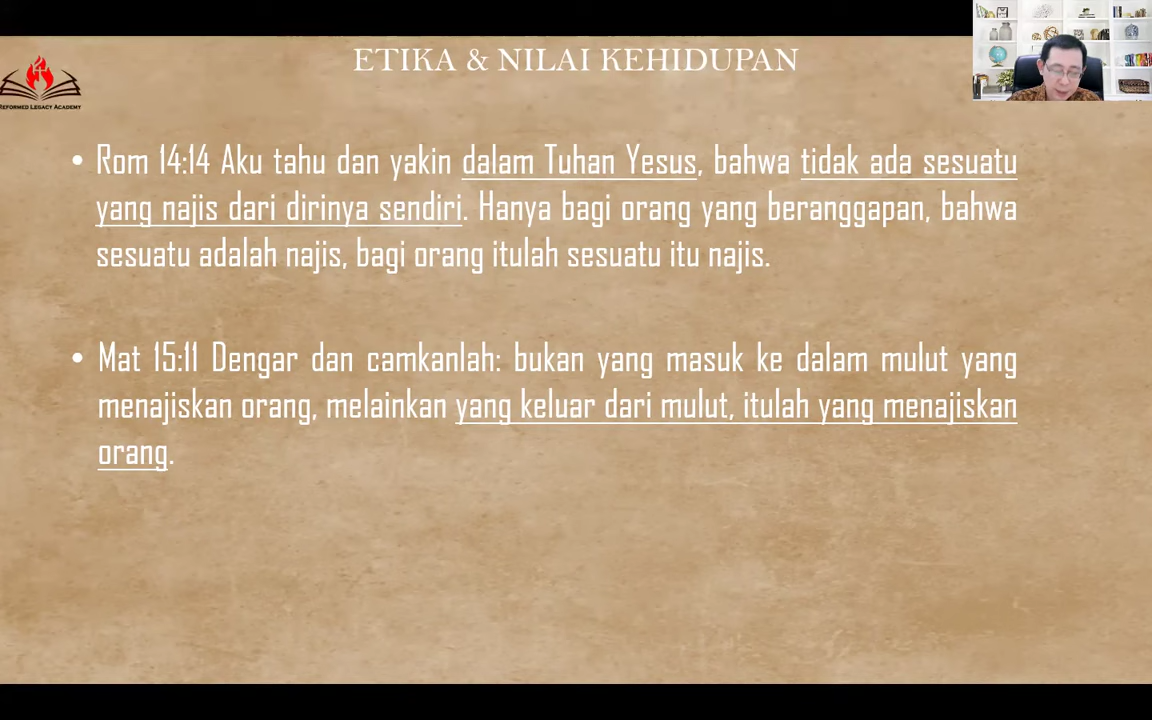 ETIKA & NILAI KEHIDUPAN
REFORMED LEGACY ACADEMY
• Rom 14:14 Aku tahu dan yakin dalam Tuhan Yesus, bahwa tidak ada sesuatu
yang najis dari dirinya sendiri. Hanya bagi orang yang beranggapan, bahwa
sesuatu adalah najis, bagi orang itulah sesuatu itu najis.
• Mat 15:11 Dengar dan camkanlah: bukan yang masuk ke dalam mulut yang
menajiskan orang, melainkan yang keluar dari mulut, itulah yang menajiskan
orang.